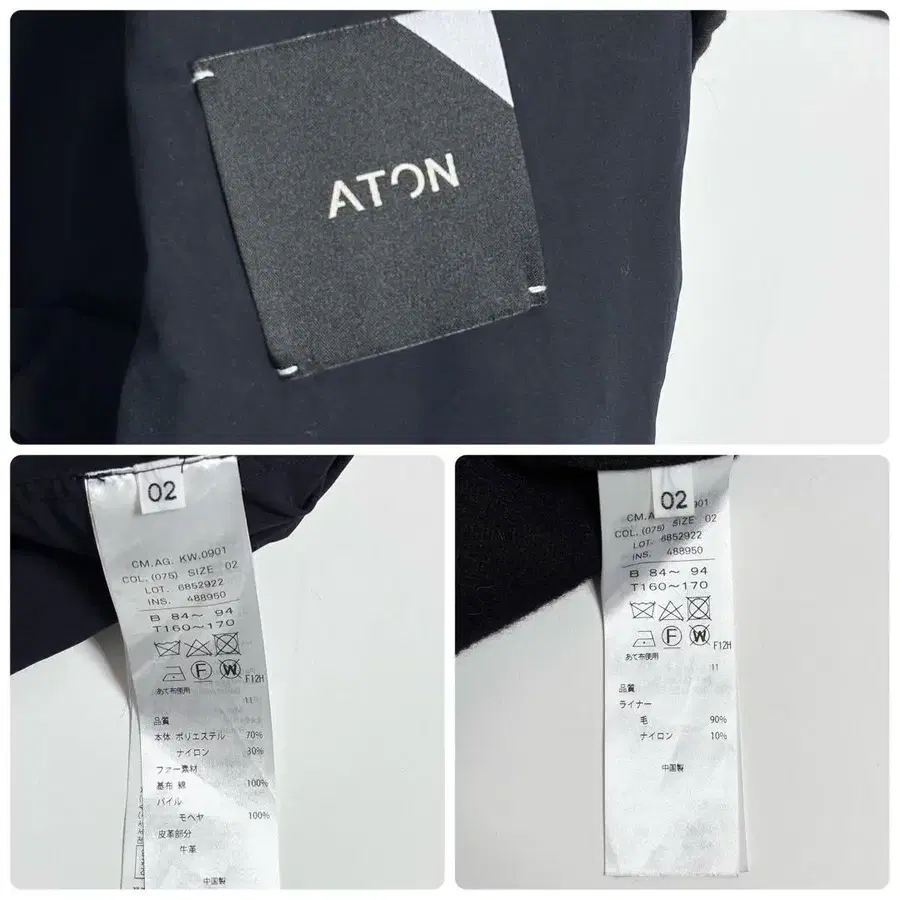 ATON
02
CM.AG. KW.0901
COL. (075) SIZE 02
LOT. 6852922
INS. 488950
B 84〜 94
T160〜170
F
W
F12H
あて布使用
11
品質
本体 ポリエステル 70%
ナイロン 30%
ファー素材
基布 綿 100%
パイル
モヘヤ 100%
皮革部分
牛革
中国製
02
CM.A 901
COL. (075) SIZE 02
LOT. 6852922
INS. 488950
B 84〜 94
T160〜170
F
W
F12H
あて布使用
11
品質
ライナー
毛 90%
ナイロン 10%
中国製